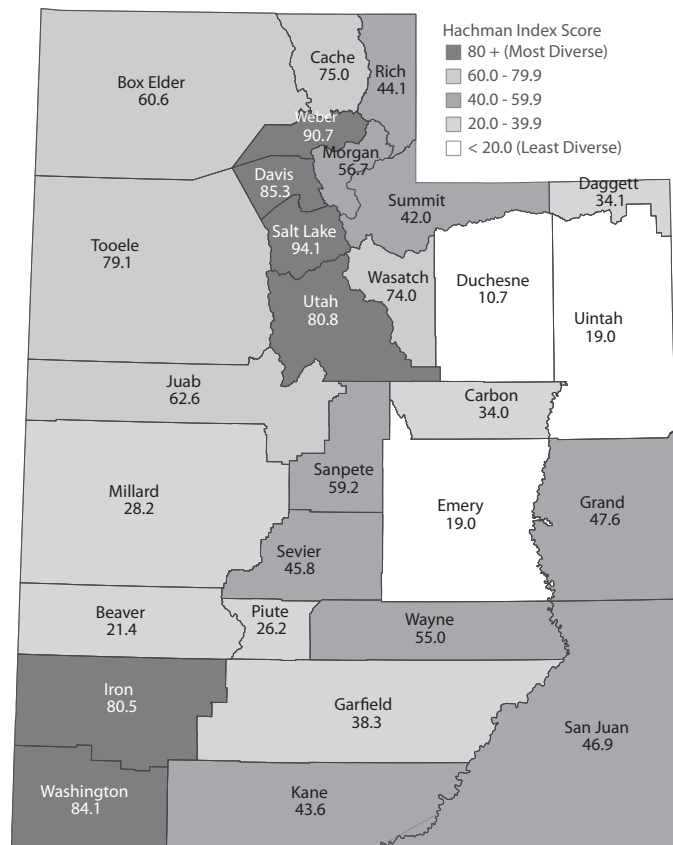 Hachman Index Score
80 + (Most Diverse)
60.0 - 79.9
40.0 - 59.9
20.0 - 39.9
< 20.0 (Least Diverse)
Cache
75.0
Rich
44.1
Box Elder
60.6
Weber
90.7
Morgan
56.7
Davis
85.3
Summit
42.0
Daggett
34.1
Tooele
79.1
Salt Lake
94.1
Wasatch
74.0
Duchesne
10.7
Uintah
19.0
Utah
80.8
Juab
62.6
Carbon
34.0
Sanpete
59.2
Millard
28.2
Emery
19.0
Grand
47.6
Sevier
45.8
Beaver
21.4
Piute
26.2
Wayne
55.0
Iron
80.5
Garfield
38.3
San Juan
46.9
Washington
84.1
Kane
43.6